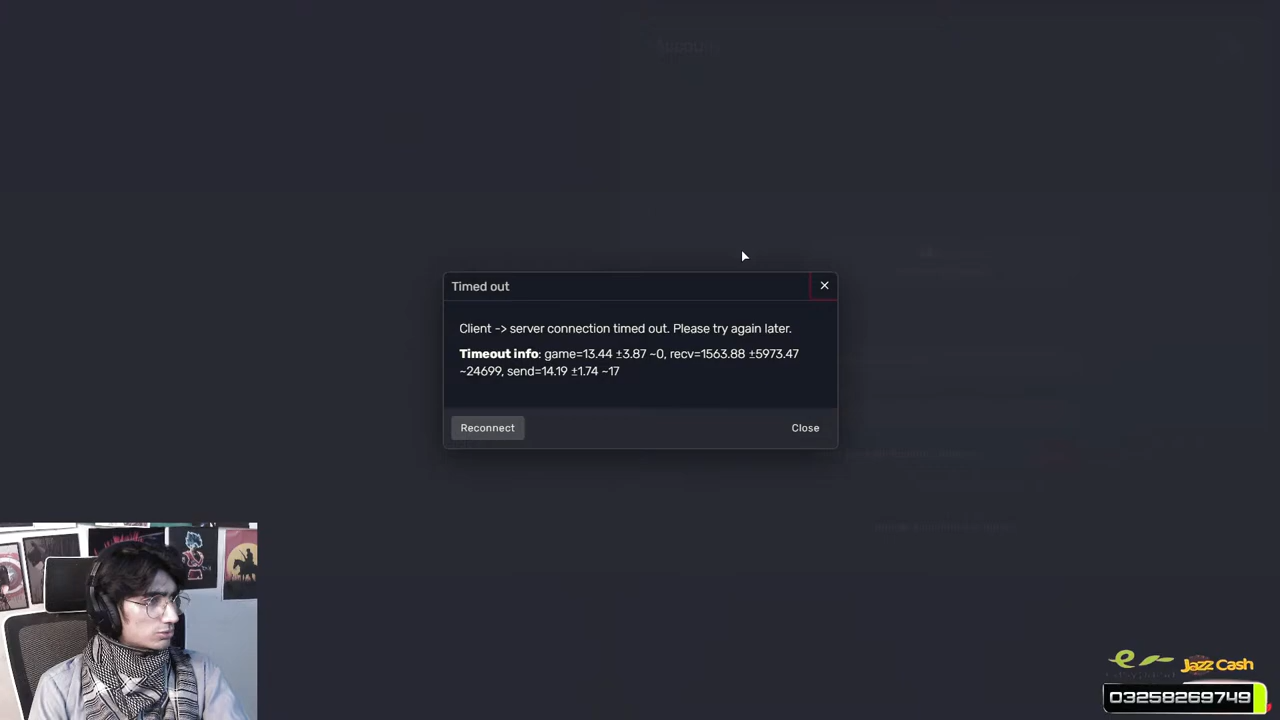 Timed out
Client -> server connection timed out. Please try again later.
Timeout info: game=13.44 ±3.87 ~0, recv=1563.88 ±5973.47
~24699, send=14.19 ±1.74 ~17
Reconnect
Close
Jazz Cash
03258269749